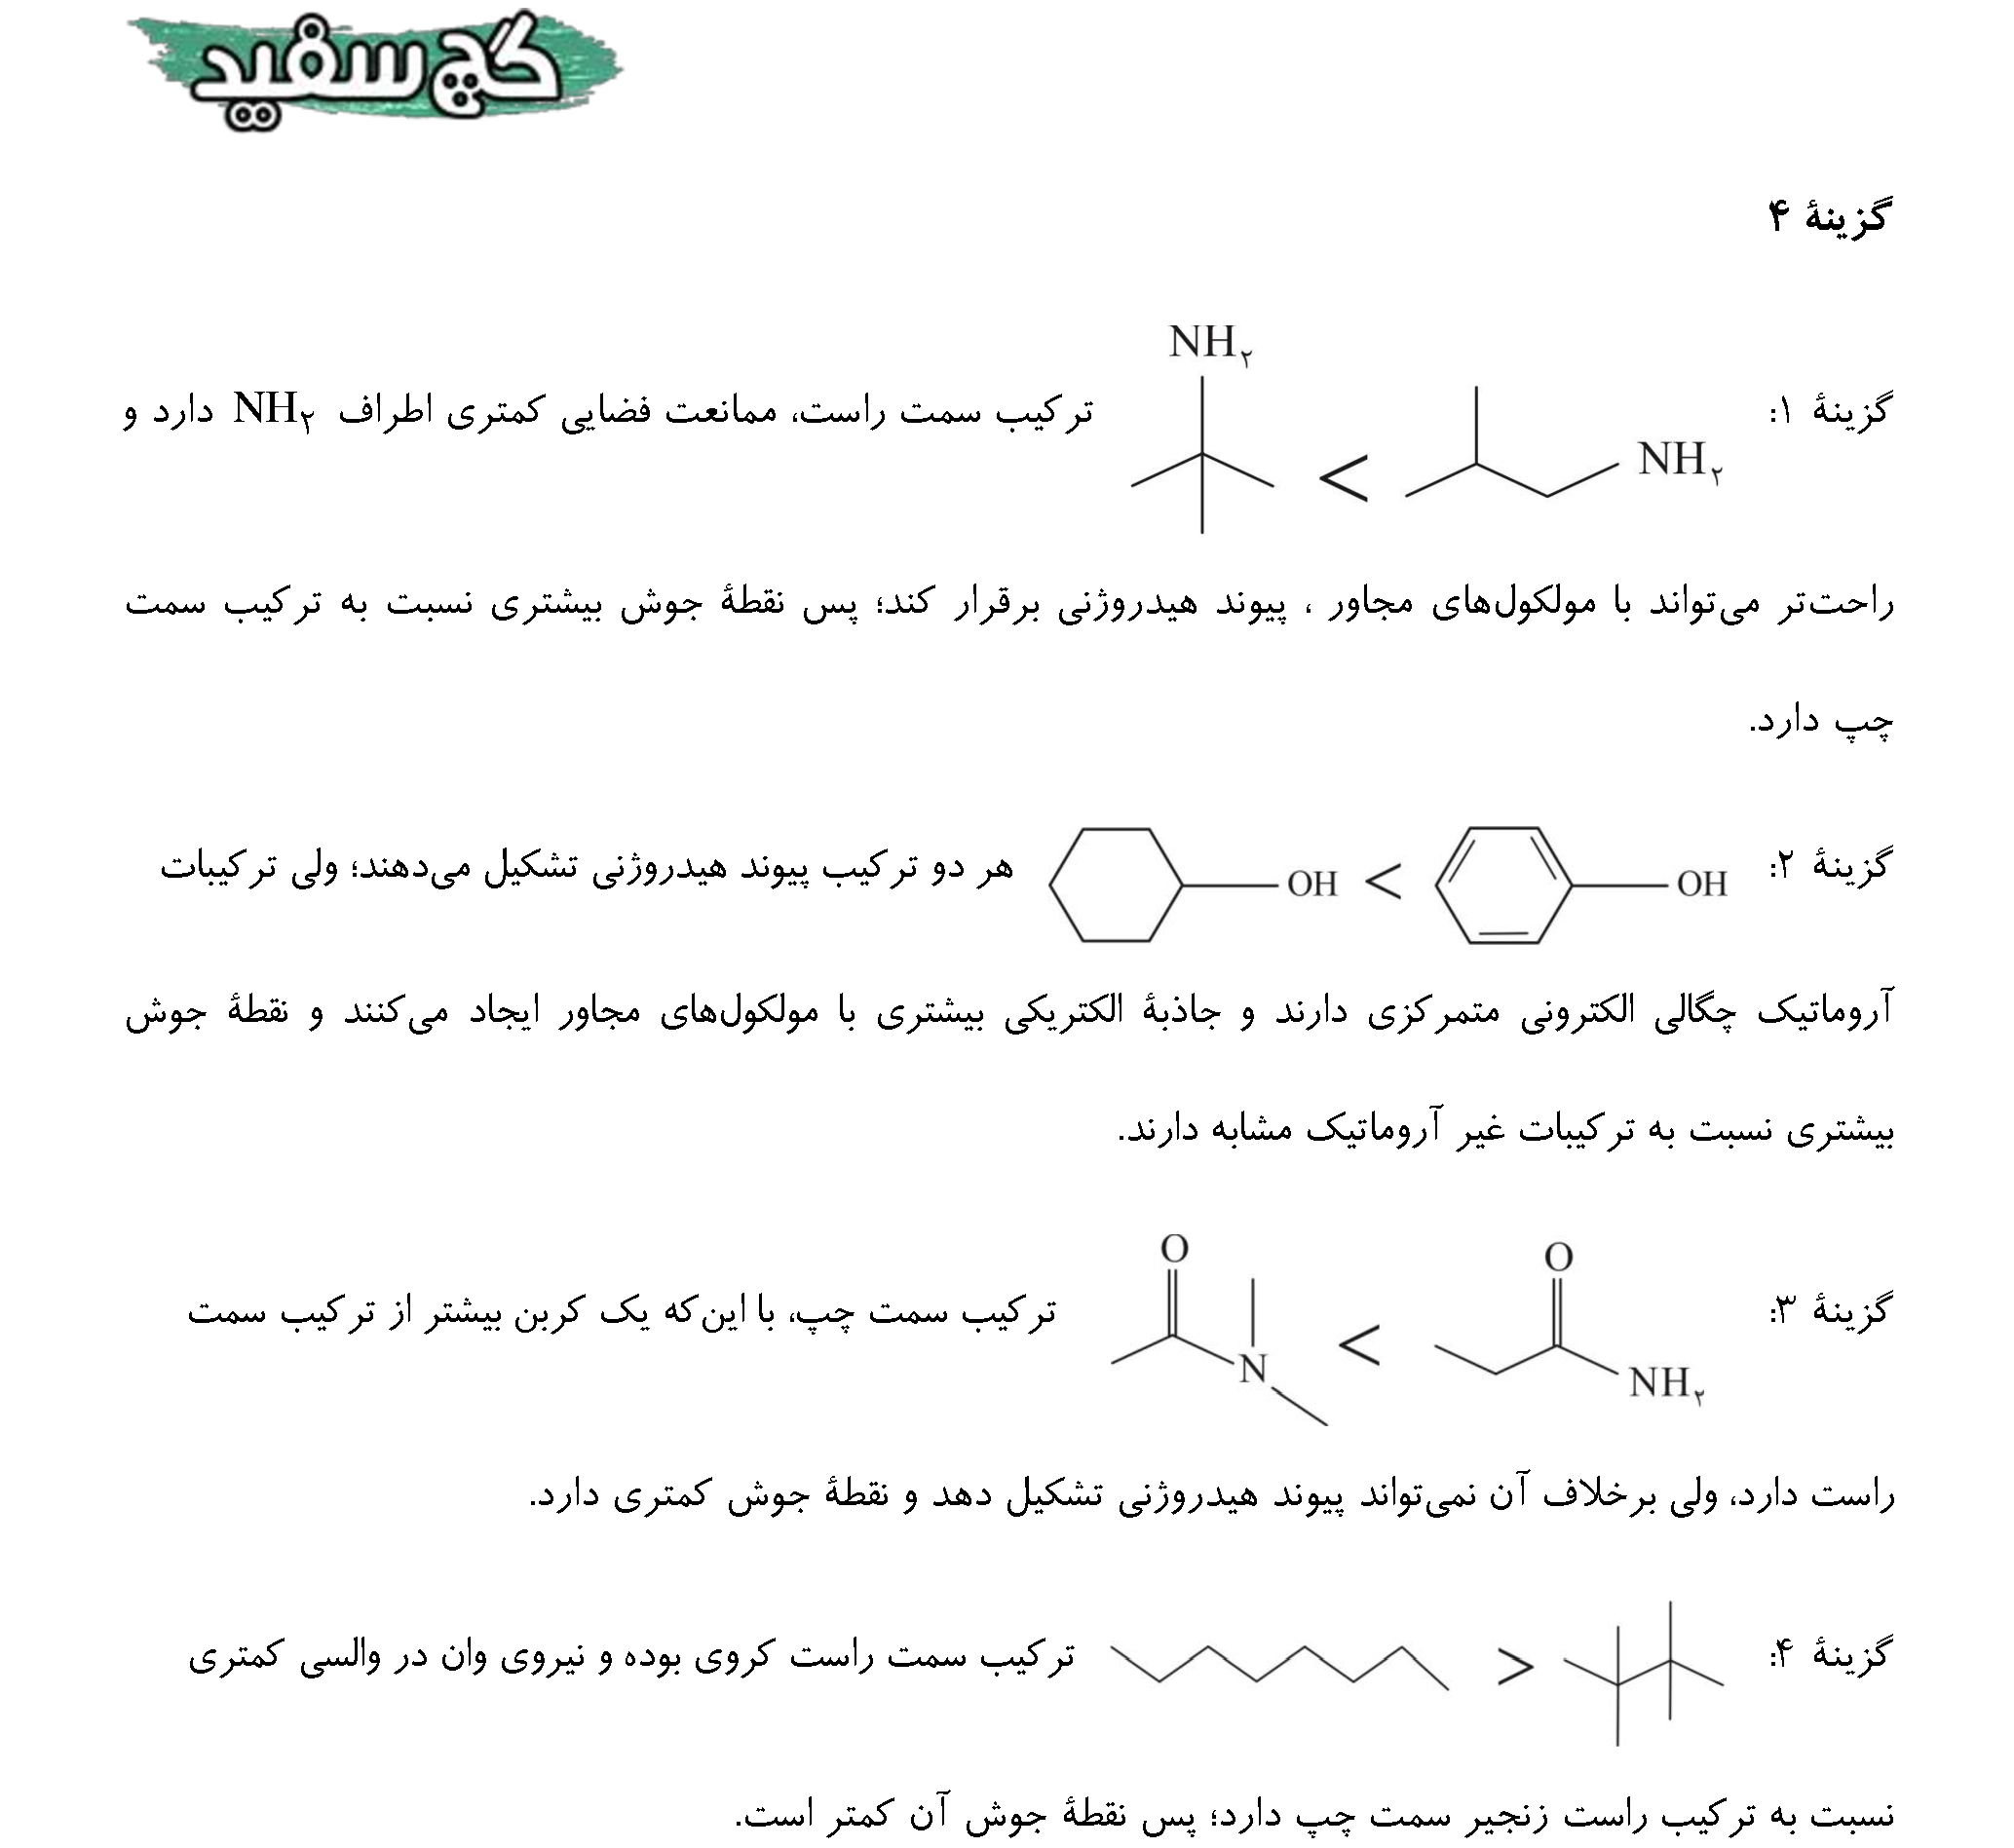 گچ سفید
گزینهٔ ۴
NH۲
گزینهٔ ۱: < NH۲ ترکیب سمت راست، ممانعت فضایی کمتری اطراف NH۲ دارد و
راحت‌تر می‌تواند با مولکول‌های مجاور ، پیوند هیدروژنی برقرار کند؛ پس نقطهٔ جوش بیشتری نسبت به ترکیب سمت
چپ دارد.
گزینهٔ ۲: OH < OH هر دو ترکیب پیوند هیدروژنی تشکیل می‌دهند؛ ولی ترکیبات
آروماتیک چگالی الکترونی متمرکزی دارند و جاذبهٔ الکتریکی بیشتری با مولکول‌های مجاور ایجاد می‌کنند و نقطهٔ جوش
بیشتری نسبت به ترکیبات غیر آروماتیک مشابه دارند.
O O
گزینهٔ ۳: N < NH۲ ترکیب سمت چپ، با این‌که یک کربن بیشتر از ترکیب سمت
راست دارد، ولی برخلاف آن نمی‌تواند پیوند هیدروژنی تشکیل دهد و نقطهٔ جوش کمتری دارد.
گزینهٔ ۴: > ترکیب سمت راست کروی بوده و نیروی وان در والسی کمتری
نسبت به ترکیب راست زنجیر سمت چپ دارد؛ پس نقطهٔ جوش آن کمتر است.